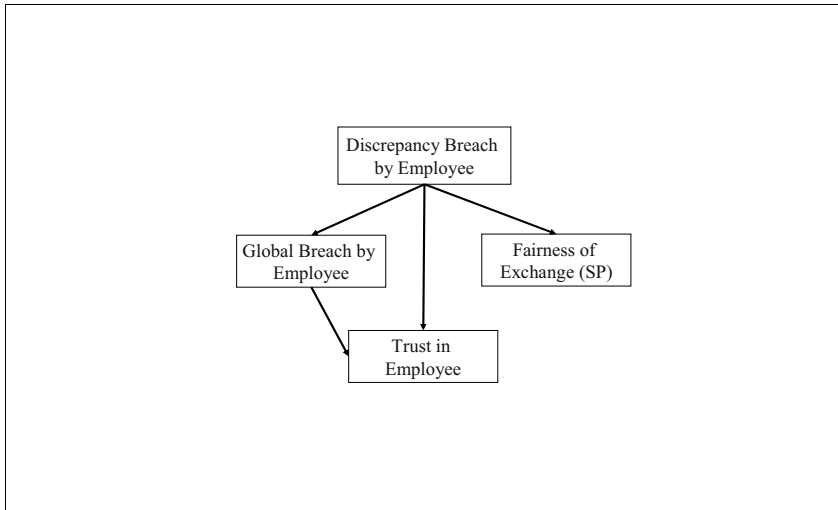 Discrepancy Breach
by Employee
Global Breach by
Employee
Fairness of
Exchange (SP)
Trust in
Employee